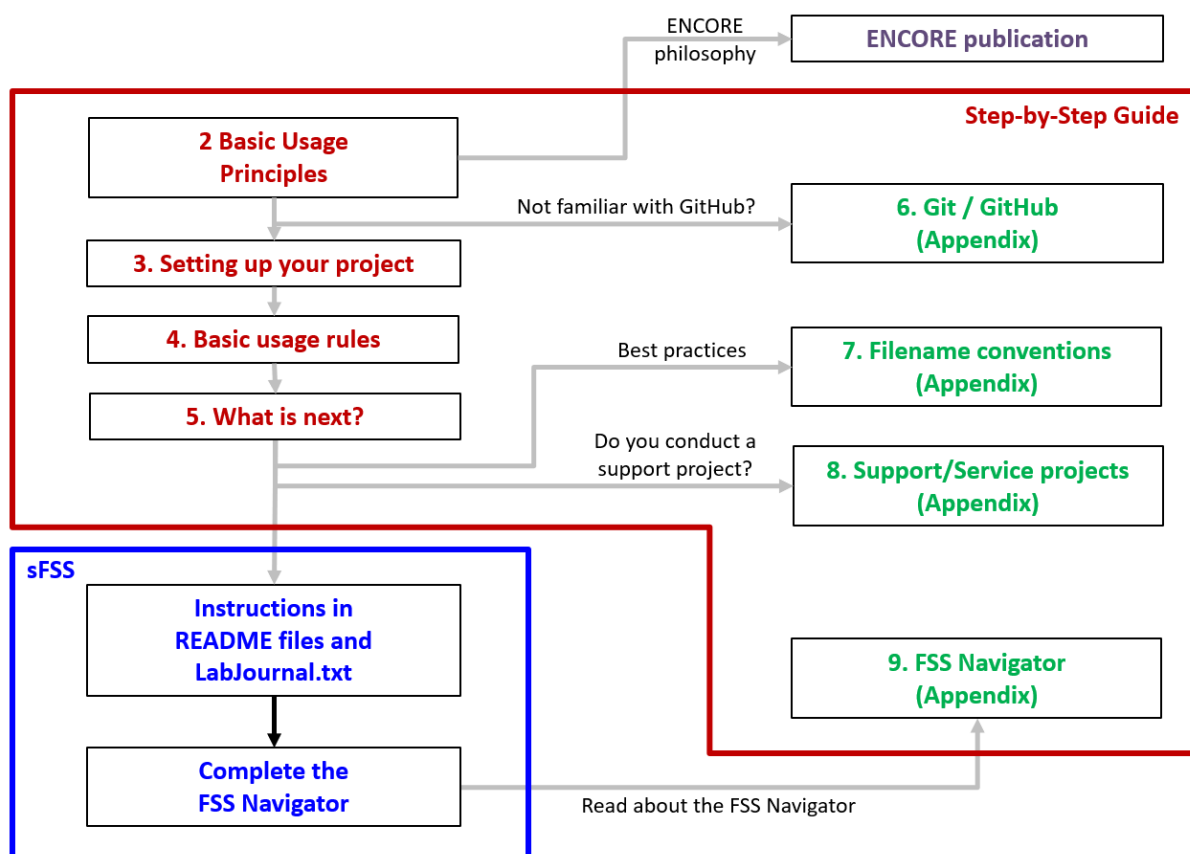 ENCORE
philosophy
ENCORE publication
Step-by-Step Guide
2 Basic Usage
Principles
Not familiar with GitHub?
6. Git / GitHub
(Appendix)
3. Setting up your project
4. Basic usage rules
Best practices
7. Filename conventions
(Appendix)
5. What is next?
Do you conduct a
support project?
8. Support/Service projects
(Appendix)
sFSS
Instructions in
README files and
LabJournal.txt
9. FSS Navigator
(Appendix)
Complete the
FSS Navigator
Read about the FSS Navigator